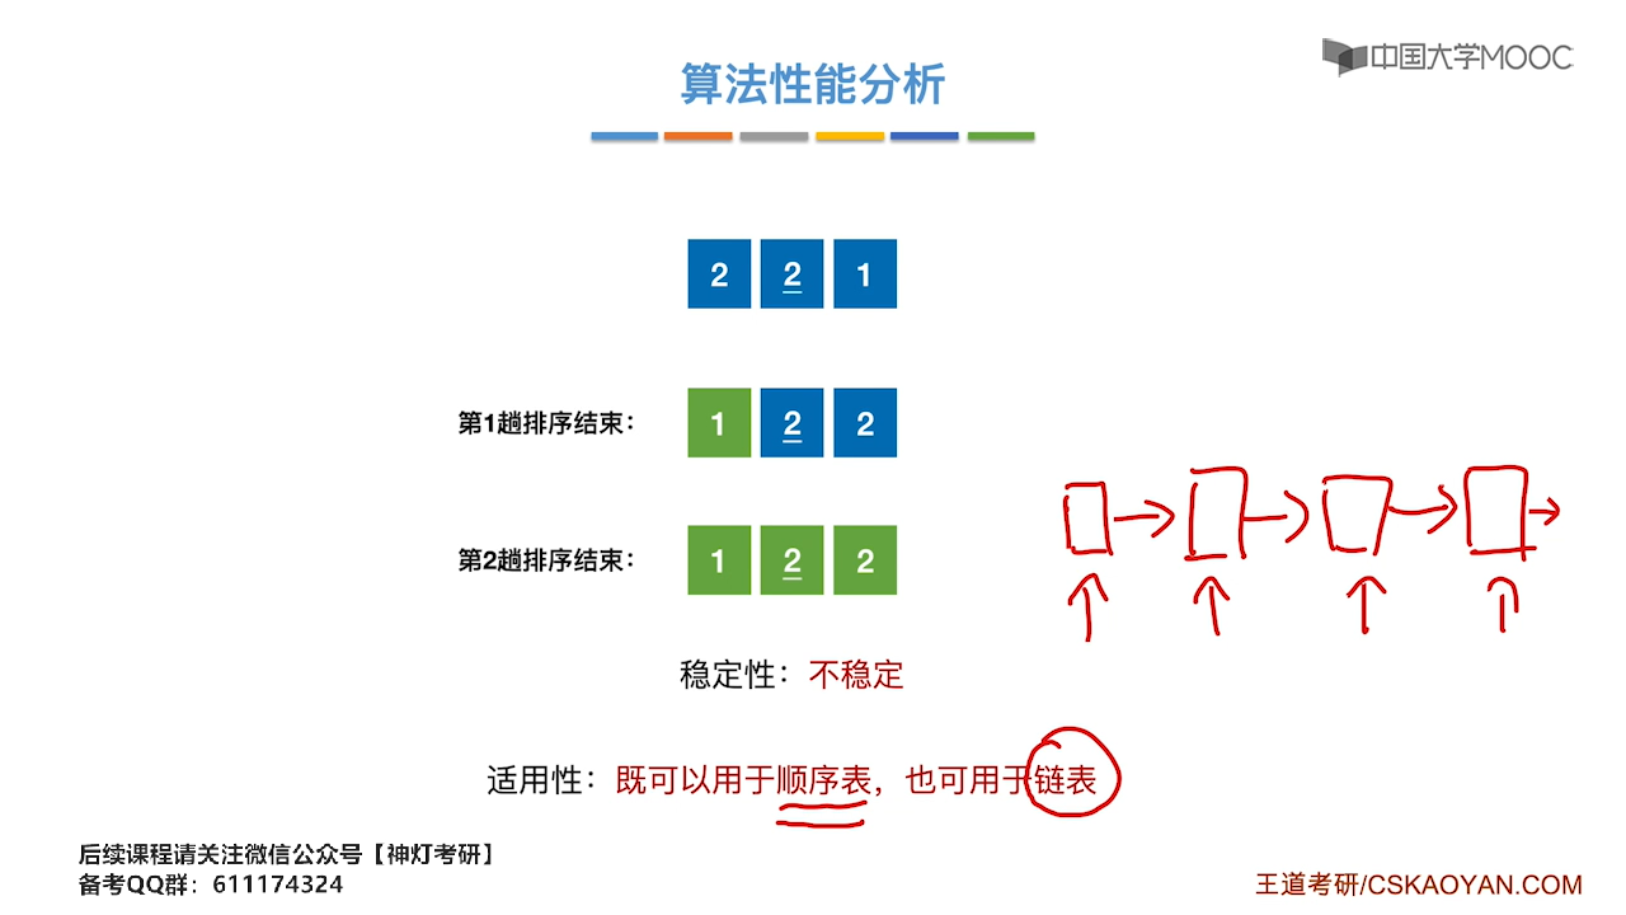 中国大学MOOC
算法性能分析
2 2 1
第1趟排序结束： 1 2 2
第2趟排序结束： 1 2 2
稳定性：不稳定
适用性：既可以用于顺序表，也可用于链表
后续课程请关注微信公众号【神灯考研】
备考QQ群：611174324
王道考研/CSKAOYAN.COM